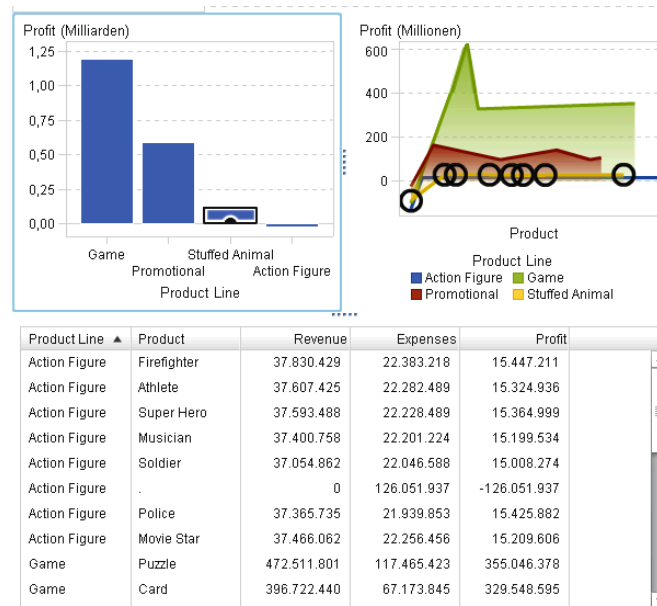 Profit (Milliarden)
1,25
1,00
0,75
0,50
0,25
0,00
Game
Stuffed Animal
Promotional
Action Figure
Product Line
Profit (Millionen)
600
400
200
0
Product
Product Line
Action Figure
Game
Promotional
Stuffed Animal
Product Line ▲ Product Revenue Expenses Profit
Action Figure Firefighter 37.830.429 22.383.218 15.447.211
Action Figure Athlete 37.607.425 22.282.489 15.324.936
Action Figure Super Hero 37.593.488 22.228.489 15.364.999
Action Figure Musician 37.400.758 22.201.224 15.199.534
Action Figure Soldier 37.054.862 22.046.588 15.008.274
Action Figure . 0 126.051.937 -126.051.937
Action Figure Police 37.365.735 21.939.853 15.425.882
Action Figure Movie Star 37.466.062 22.256.456 15.209.606
Game Puzzle 472.511.801 117.465.423 355.046.378
Game Card 396.722.440 67.173.845 329.548.595